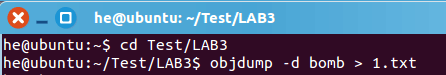 he@ubuntu: ~/Test/LAB3
he@ubuntu:~$ cd Test/LAB3
he@ubuntu:~/Test/LAB3$ objdump -d bomb > 1.txt